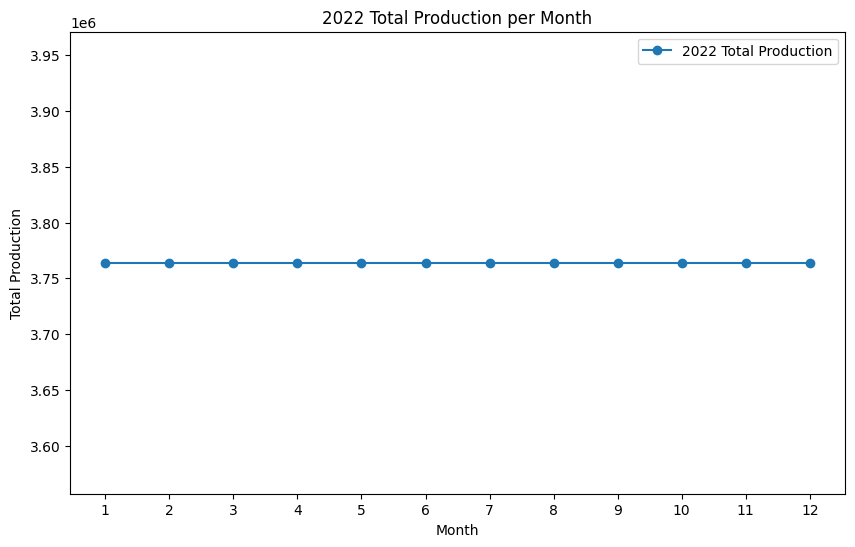 2022 Total Production per Month
1e6
2022 Total Production
3.95
3.90
3.85
3.80
3.75
3.70
3.65
3.60
Total Production
1 2 3 4 5 6 7 8 9 10 11 12
Month